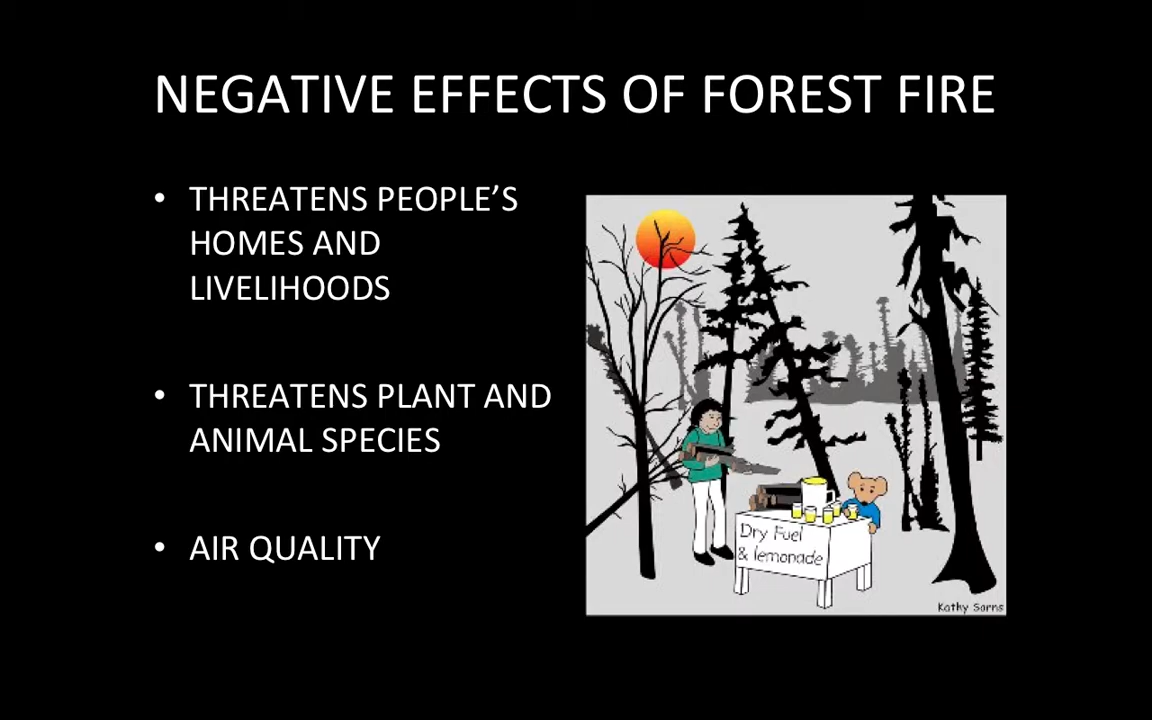 NEGATIVE EFFECTS OF FOREST FIRE
• THREATENS PEOPLE’S
HOMES AND
LIVELIHOODS
• THREATENS PLANT AND
ANIMAL SPECIES
• AIR QUALITY
Dry Fuel
& lemonade
Kathy Sarns